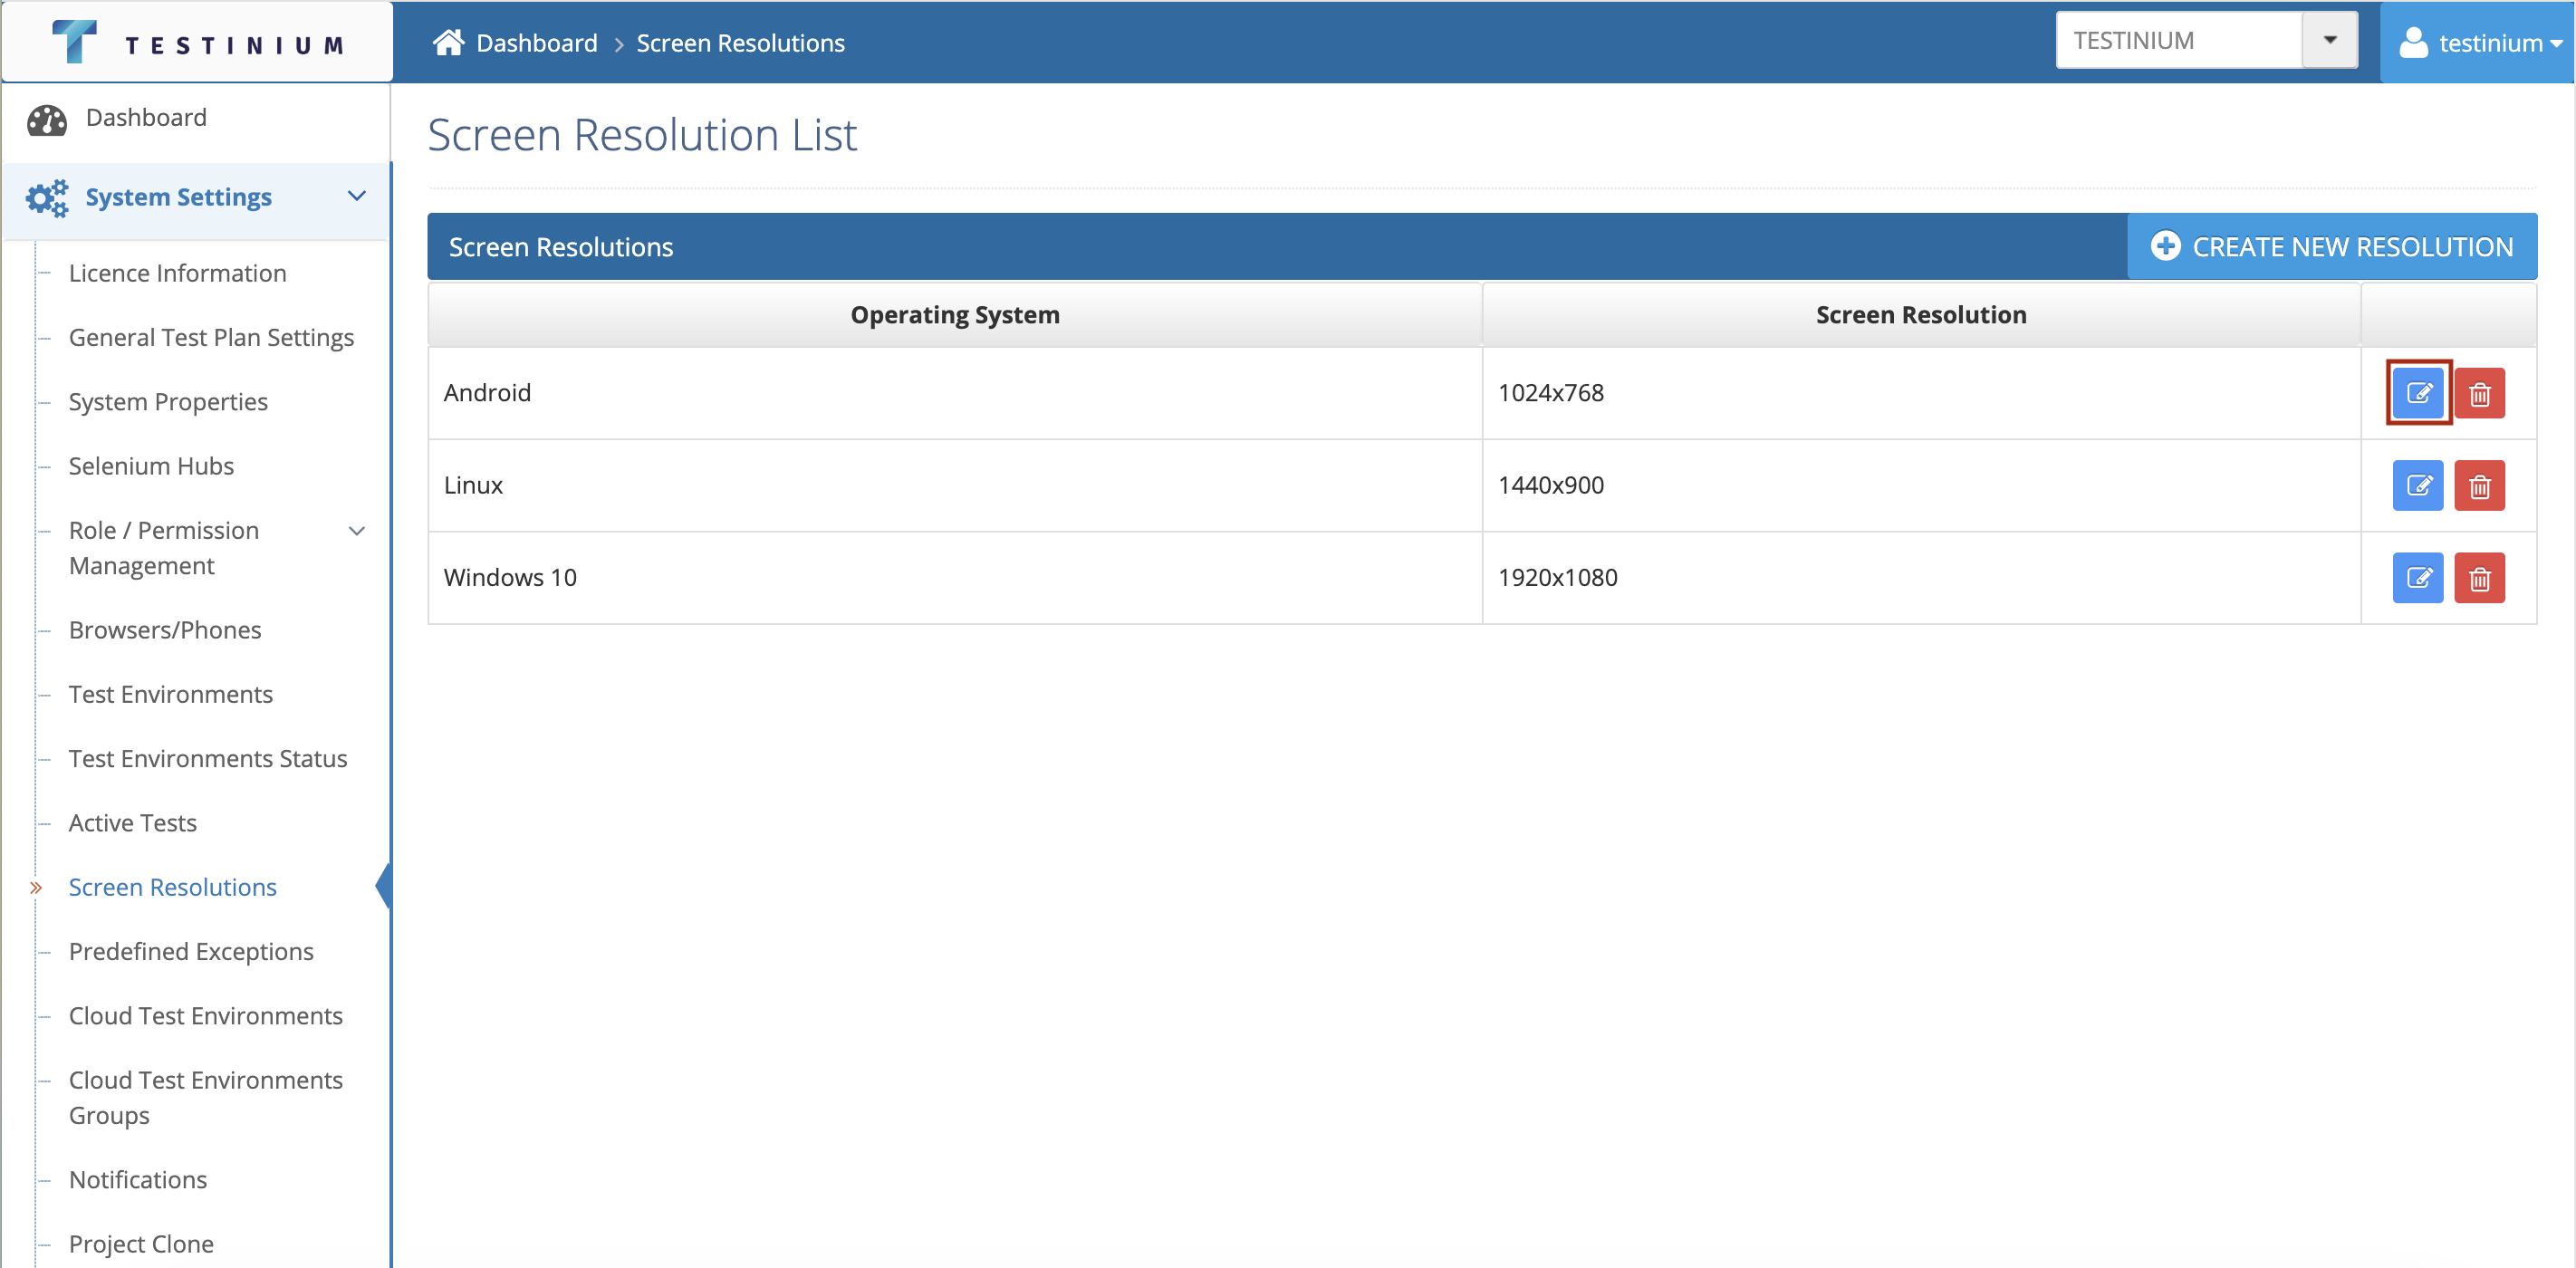 TESTINIUM
Dashboard > Screen Resolutions
TESTINIUM
testinium
Dashboard
System Settings
Licence Information
General Test Plan Settings
System Properties
Selenium Hubs
Role / Permission
Management
Browsers/Phones
Test Environments
Test Environments Status
Active Tests
Screen Resolutions
Predefined Exceptions
Cloud Test Environments
Cloud Test Environments
Groups
Notifications
Project Clone
Screen Resolution List
Screen Resolutions
CREATE NEW RESOLUTION
Operating System Screen Resolution
Android 1024x768
Linux 1440x900
Windows 10 1920x1080